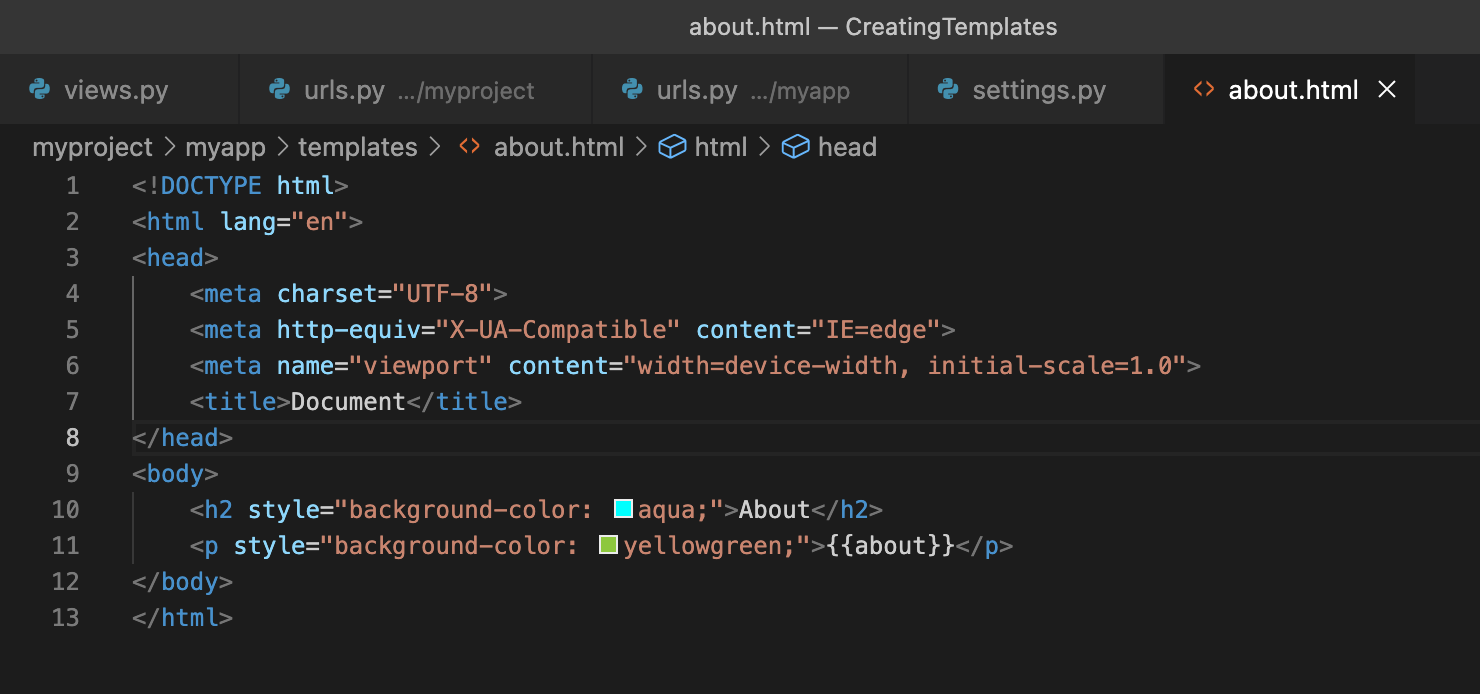 about.html — CreatingTemplates
views.py urls.py .../myproject urls.py .../myapp settings.py about.html
myproject > myapp > templates > about.html > html > head
1 <!DOCTYPE html>
2 <html lang="en">
3 <head>
4     <meta charset="UTF-8">
5     <meta http-equiv="X-UA-Compatible" content="IE=edge">
6     <meta name="viewport" content="width=device-width, initial-scale=1.0">
7     <title>Document</title>
8 </head>
9 <body>
10     <h2 style="background-color: aqua;">About</h2>
11     <p style="background-color: yellowgreen;">{{about}}</p>
12 </body>
13 </html>